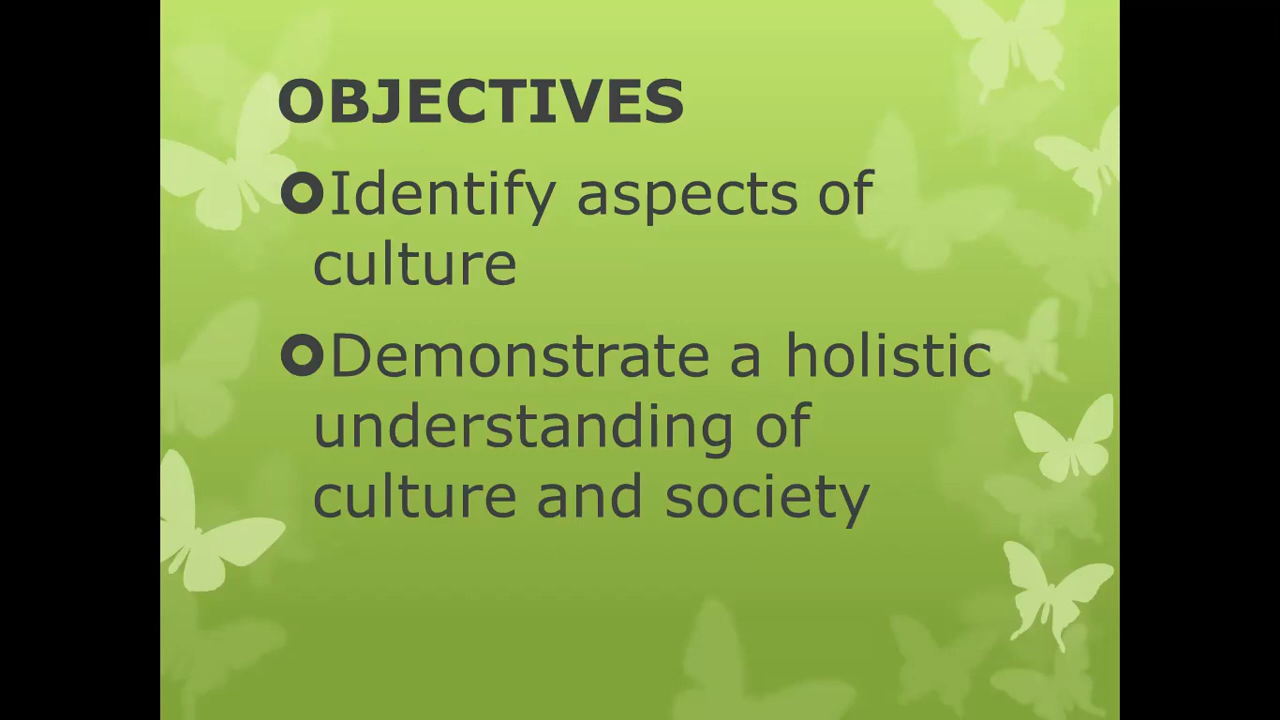 OBJECTIVES
Identify aspects of
culture
Demonstrate a holistic
understanding of
culture and society